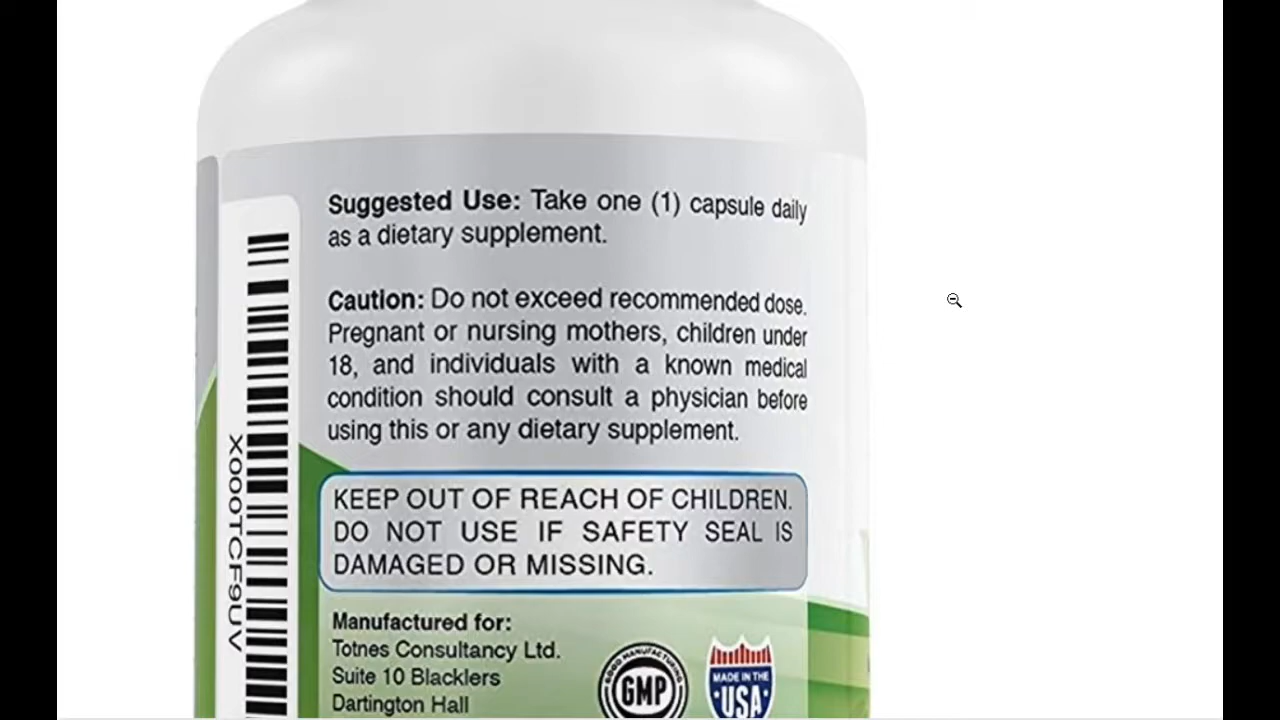 Suggested Use: Take one (1) capsule daily
as a dietary supplement.
Caution: Do not exceed recommended dose.
Pregnant or nursing mothers, children under
18, and individuals with a known medical
condition should consult a physician before
using this or any dietary supplement.
KEEP OUT OF REACH OF CHILDREN.
DO NOT USE IF SAFETY SEAL IS
DAMAGED OR MISSING.
Manufactured for:
Totnes Consultancy Ltd.
Suite 10 Blacklers
Dartington Hall
X000TCF9UV
GOOD MANUFACTURING
GMP
MADE IN THE
USA